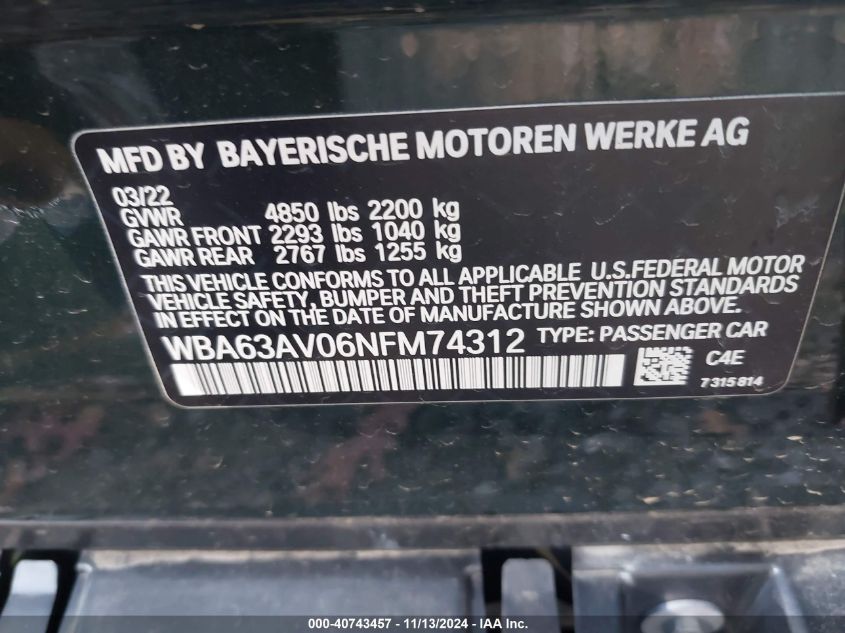 MFD BY BAYERISCHE MOTOREN WERKE AG
03/22
GVWR 4850 lbs 2200 kg
GAWR FRONT 2293 lbs 1040 kg
GAWR REAR 2767 lbs 1255 kg
THIS VEHICLE CONFORMS TO ALL APPLICABLE U.S.FEDERAL MOTOR
VEHICLE SAFETY, BUMPER AND THEFT PREVENTION STANDARDS
IN EFFECT ON THE DATE OF MANUFACTURE SHOWN ABOVE.
WBA63AV06NFM74312 TYPE: PASSENGER CAR
C4E
7315814
000-40743457 - 11/13/2024 - IAA Inc.